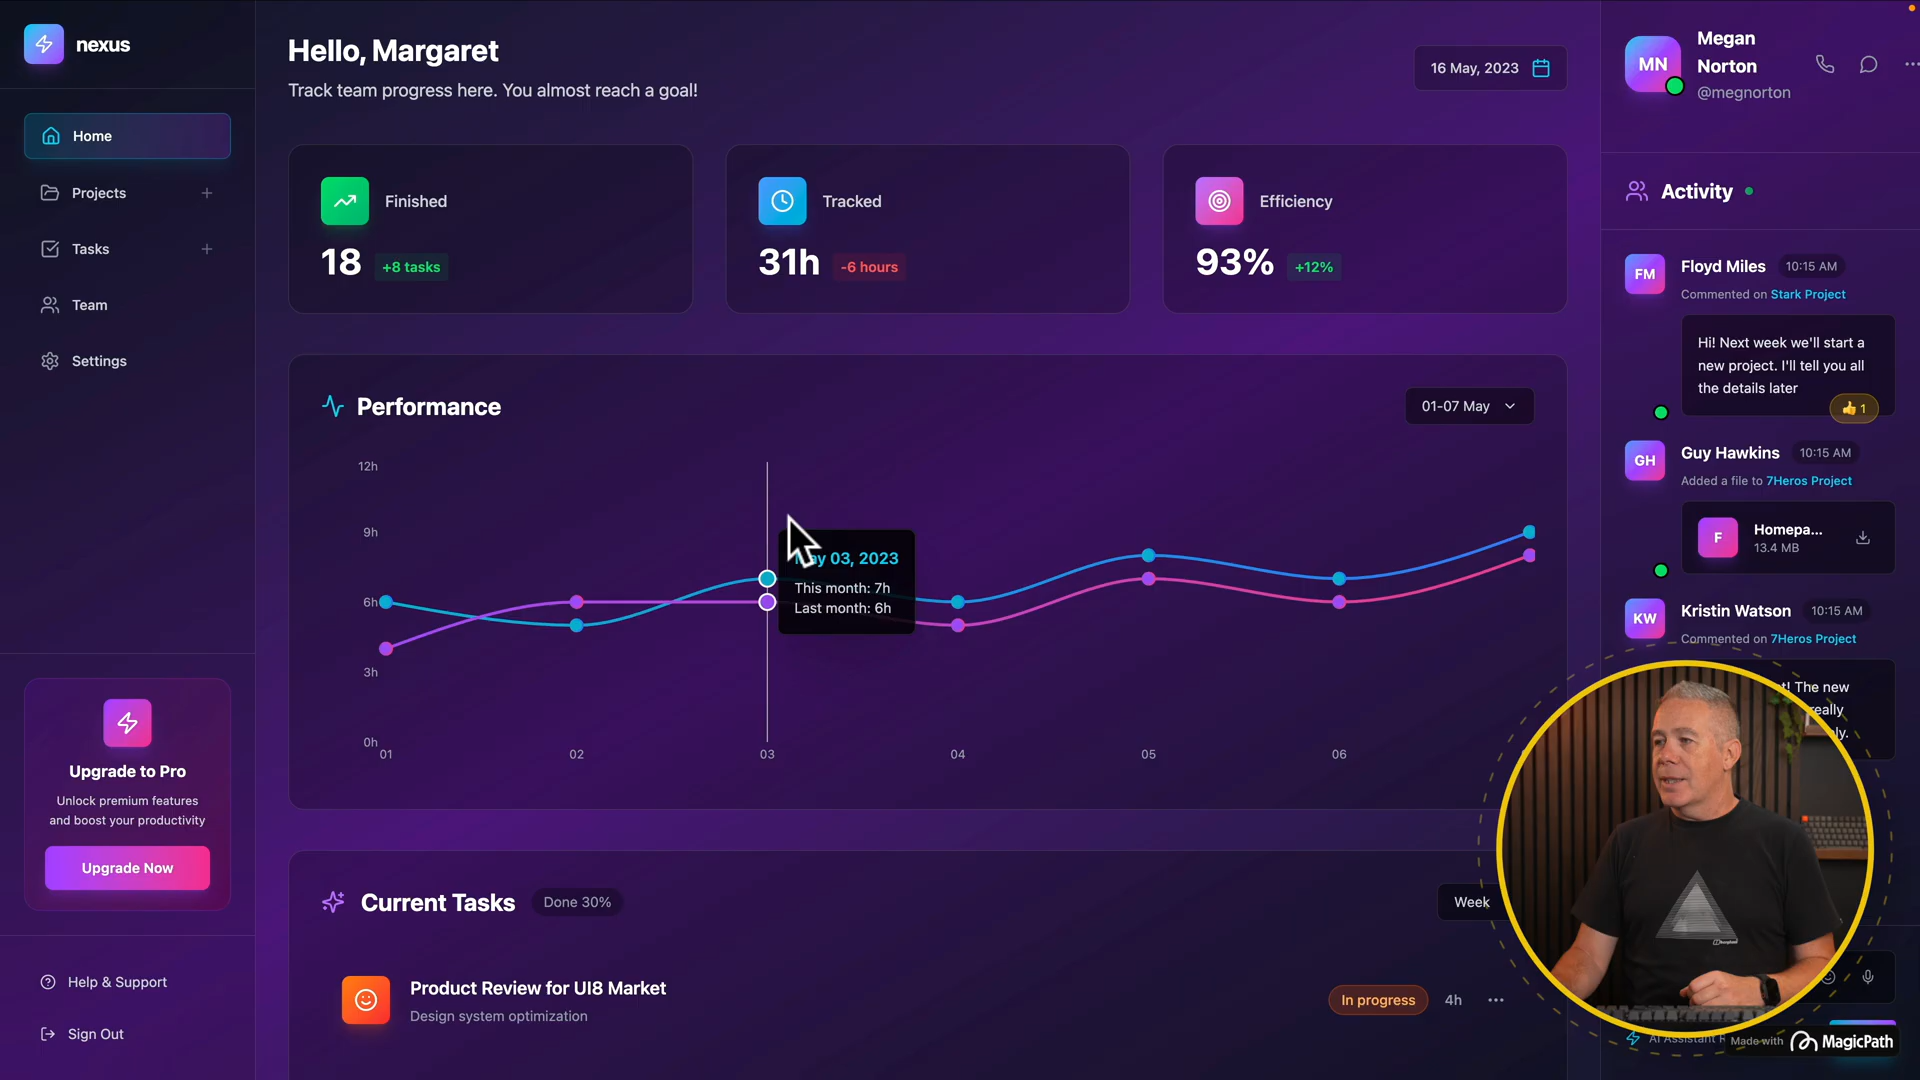 nexus
Home
Projects
Tasks
Team
Settings
Upgrade to Pro
Unlock premium features
and boost your productivity
Upgrade Now
Help & Support
Sign Out
Hello, Margaret
Track team progress here. You almost reach a goal!
16 May, 2023
Finished
18 +8 tasks
Tracked
31h -6 hours
Efficiency
93% +12%
Performance
01-07 May
12h
9h
6h
3h
0h
01 02 03 04 05 06
03, 2023
This month: 7h
Last month: 6h
Current Tasks Done 30%
Week
Product Review for UI8 Market
Design system optimization
In progress 4h
MN
Megan
Norton
@megnorton
Activity
FM
Floyd Miles 10:15 AM
Commented on Stark Project
Hi! Next week we'll start a
new project. I'll tell you all
the details later
👍 1
GH
Guy Hawkins 10:15 AM
Added a file to 7Heros Project
F
Homepa...
13.4 MB
KW
Kristin Watson 10:15 AM
Commented on 7Heros Project
The new
really
AI Assistant
Made with MagicPath